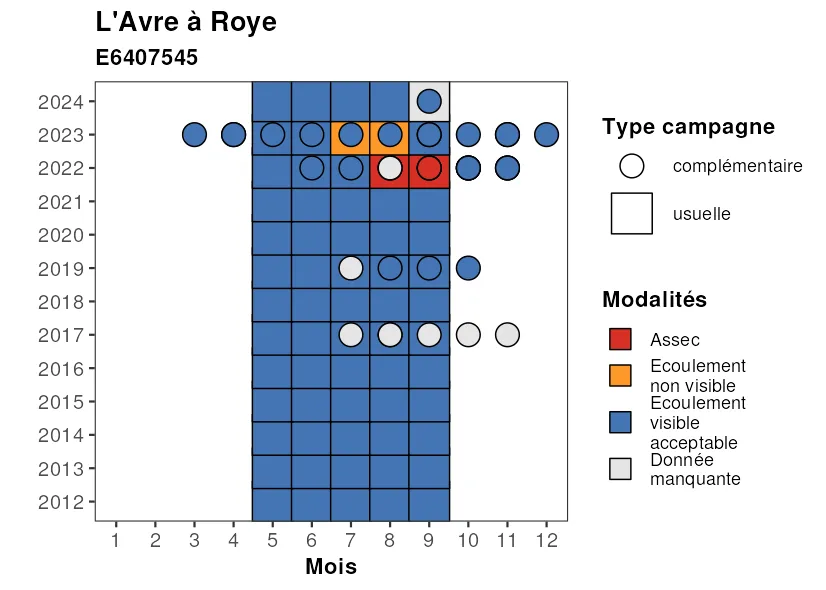 L'Avre à Roye
E6407545
2024
2023
2022
2021
2020
2019
2018
2017
2016
2015
2014
2013
2012
1 2 3 4 5 6 7 8 9 10 11 12
Mois
Type campagne
complémentaire
usuelle
Modalités
Assec
Ecoulement
non visible
Ecoulement
visible
acceptable
Donnée
manquante